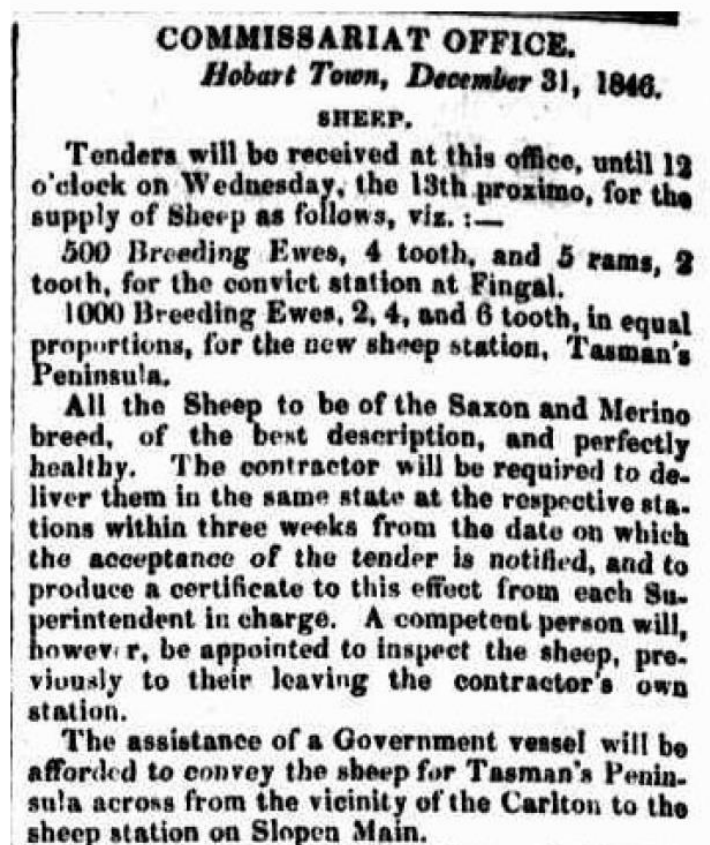 COMMISSARIAT OFFICE.
Hobart Town, December 31, 1846.
SHEEP.
Tenders will be received at this office, until 12
o'clock on Wednesday, the 13th proximo, for the
supply of Sheep as follows, viz. :—
500 Breeding Ewes, 4 tooth, and 5 rams, 2
tooth, for the convict station at Fingal.
1000 Breeding Ewes, 2, 4, and 6 tooth, in equal
proportions, for the new sheep station, Tasman's
Peninsula.
All the Sheep to be of the Saxon and Merino
breed, of the best description, and perfectly
healthy. The contractor will be required to de-
liver them in the same state at the respective sta-
tions within three weeks from the date on which
the acceptance of the tender is notified, and to
produce a certificate to this effect from each Su-
perintendent in charge. A competent person will,
however, be appointed to inspect the sheep, pre-
viously to their leaving the contractor's own
station.
The assistance of a Government vessel will be
afforded to convey the sheep for Tasman's Penin-
sula across from the vicinity of the Carlton to the
sheep station on Slopen Main.